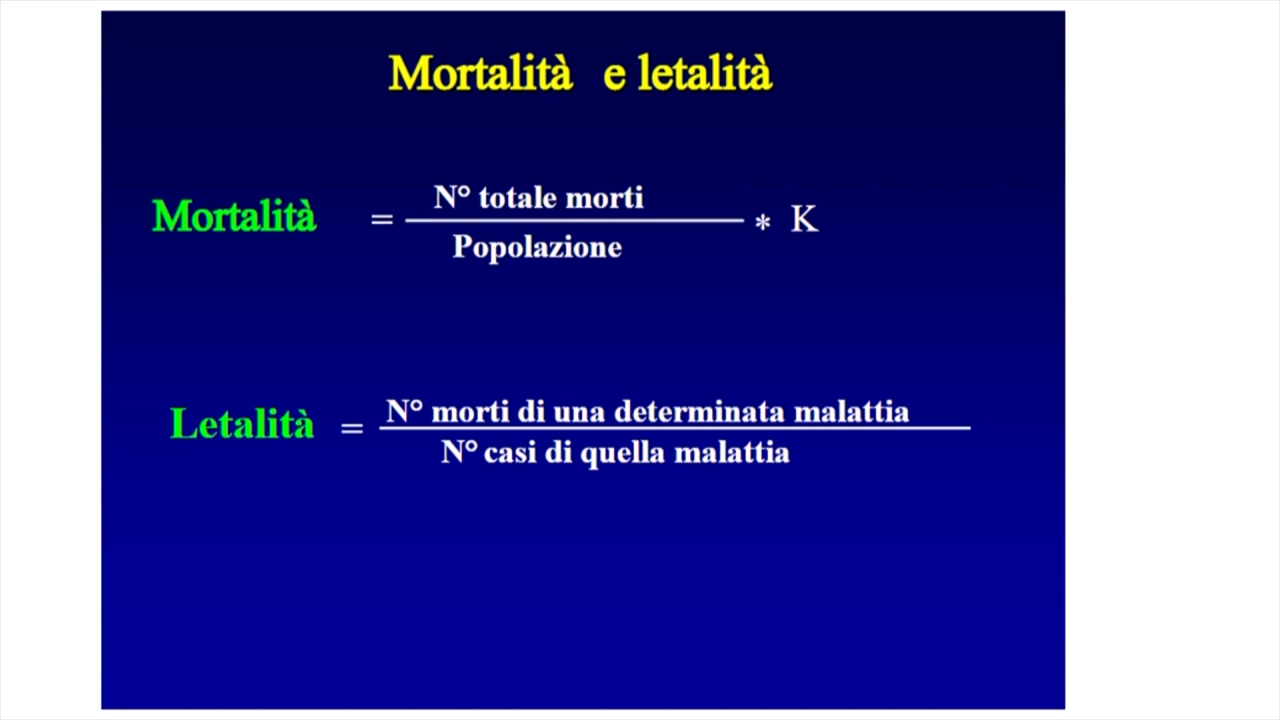 Mortalità e letalità
N° totale morti
Mortalità = * K
Popolazione
N° morti di una determinata malattia
Letalità =
N° casi di quella malattia